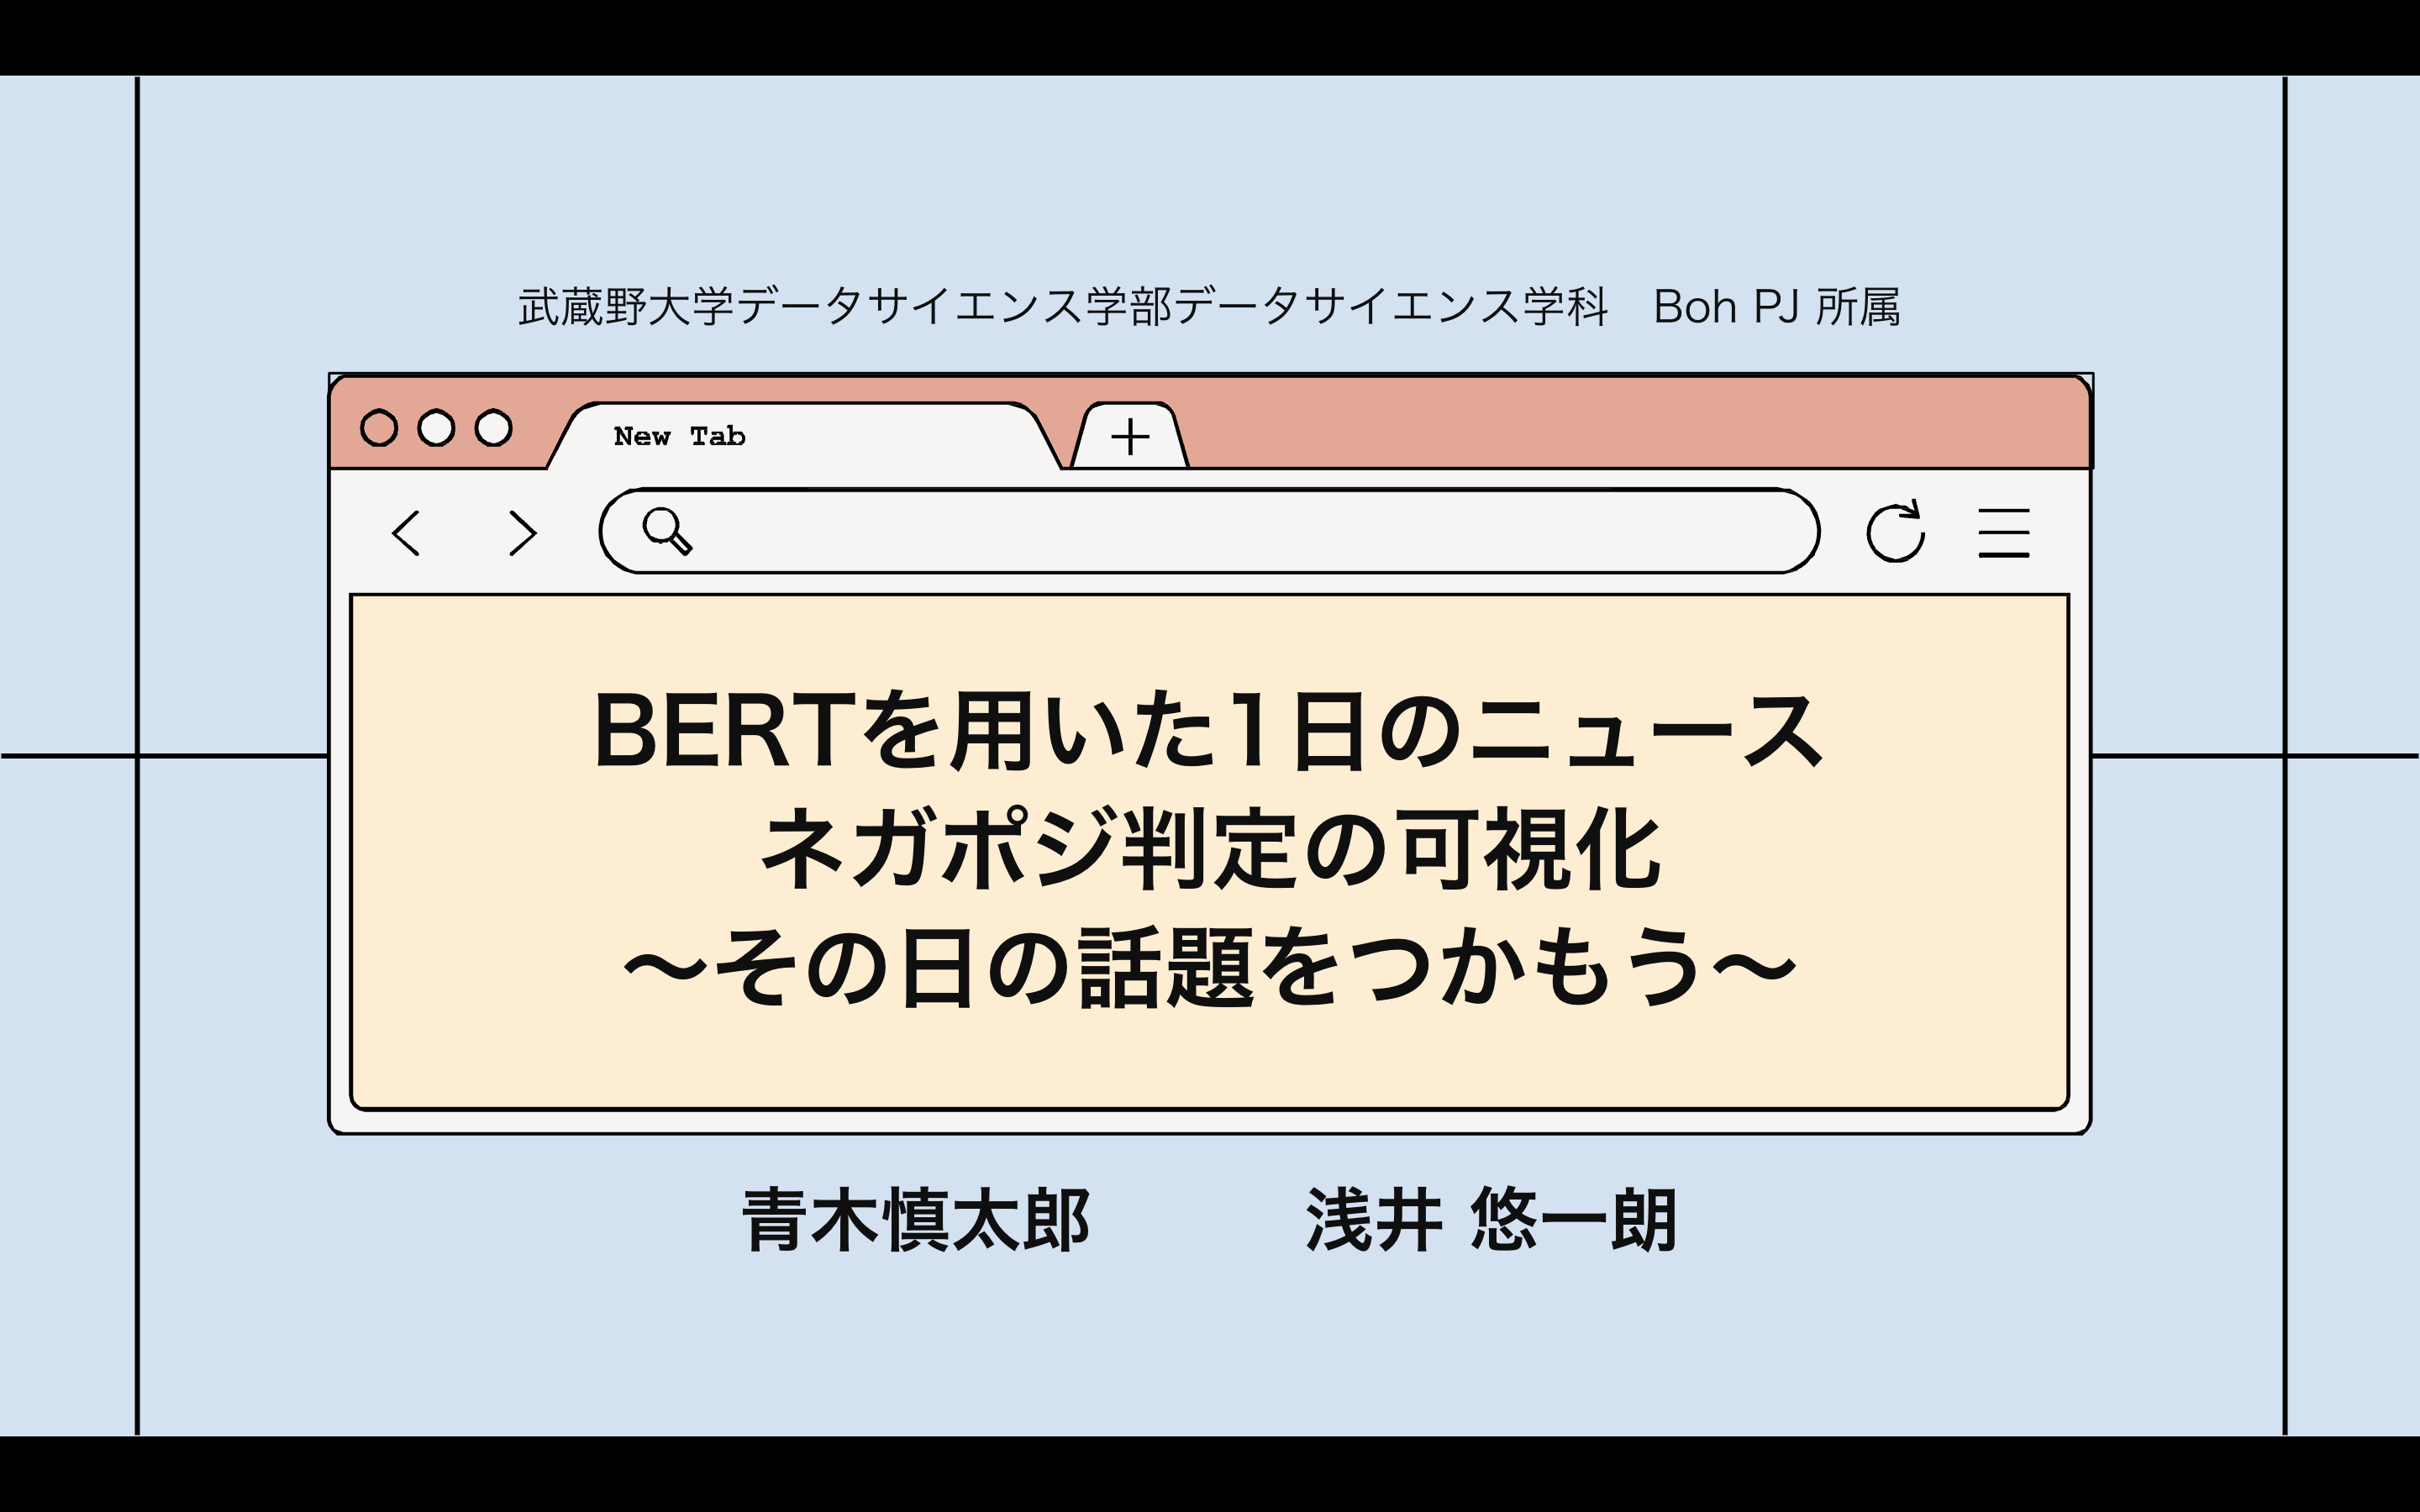 武蔵野大学データサイエンス学部データサイエンス学科　Boh PJ 所属
New Tab
BERTを用いた1日のニュース
ネガポジ判定の可視化
〜その日の話題をつかもう〜
青木慎太郎　浅井 悠一朗